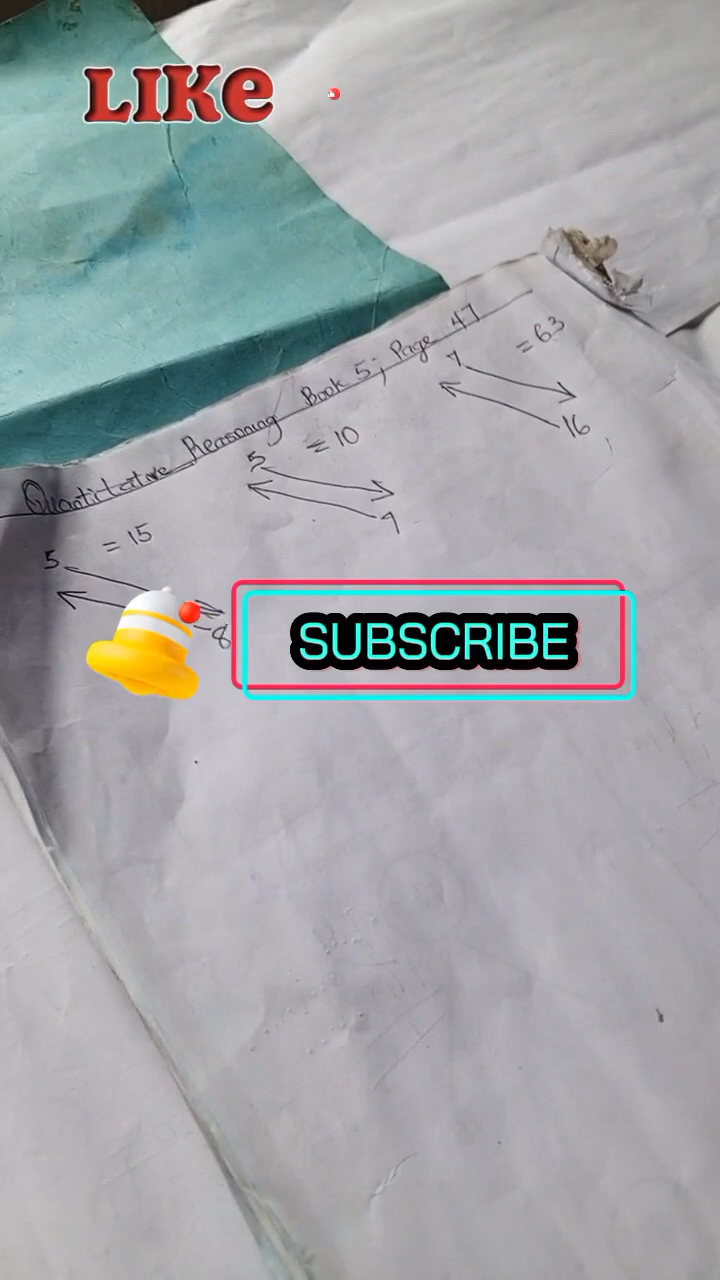 LIKe
Quantitative Reasoning Book 5; Page 47
7 = 63
16
5 = 10
7
5 = 15
8
SUBSCRIBE